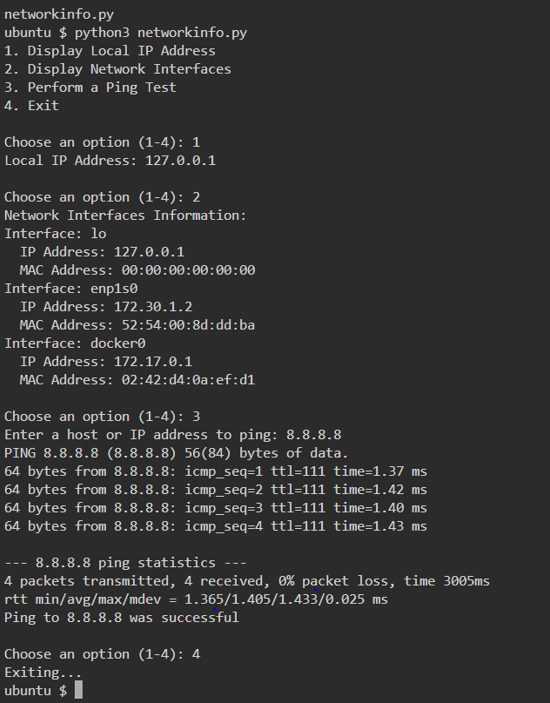 networkinfo.py
ubuntu $ python3 networkinfo.py
1. Display Local IP Address
2. Display Network Interfaces
3. Perform a Ping Test
4. Exit

Choose an option (1-4): 1
Local IP Address: 127.0.0.1

Choose an option (1-4): 2
Network Interfaces Information:
Interface: lo
  IP Address: 127.0.0.1
  MAC Address: 00:00:00:00:00:00
Interface: enp1s0
  IP Address: 172.30.1.2
  MAC Address: 52:54:00:8d:dd:ba
Interface: docker0
  IP Address: 172.17.0.1
  MAC Address: 02:42:d4:0a:ef:d1

Choose an option (1-4): 3
Enter a host or IP address to ping: 8.8.8.8
PING 8.8.8.8 (8.8.8.8) 56(84) bytes of data.
64 bytes from 8.8.8.8: icmp_seq=1 ttl=111 time=1.37 ms
64 bytes from 8.8.8.8: icmp_seq=2 ttl=111 time=1.42 ms
64 bytes from 8.8.8.8: icmp_seq=3 ttl=111 time=1.40 ms
64 bytes from 8.8.8.8: icmp_seq=4 ttl=111 time=1.43 ms

--- 8.8.8.8 ping statistics ---
4 packets transmitted, 4 received, 0% packet loss, time 3005ms
rtt min/avg/max/mdev = 1.365/1.405/1.433/0.025 ms
Ping to 8.8.8.8 was successful

Choose an option (1-4): 4
Exiting...
ubuntu $